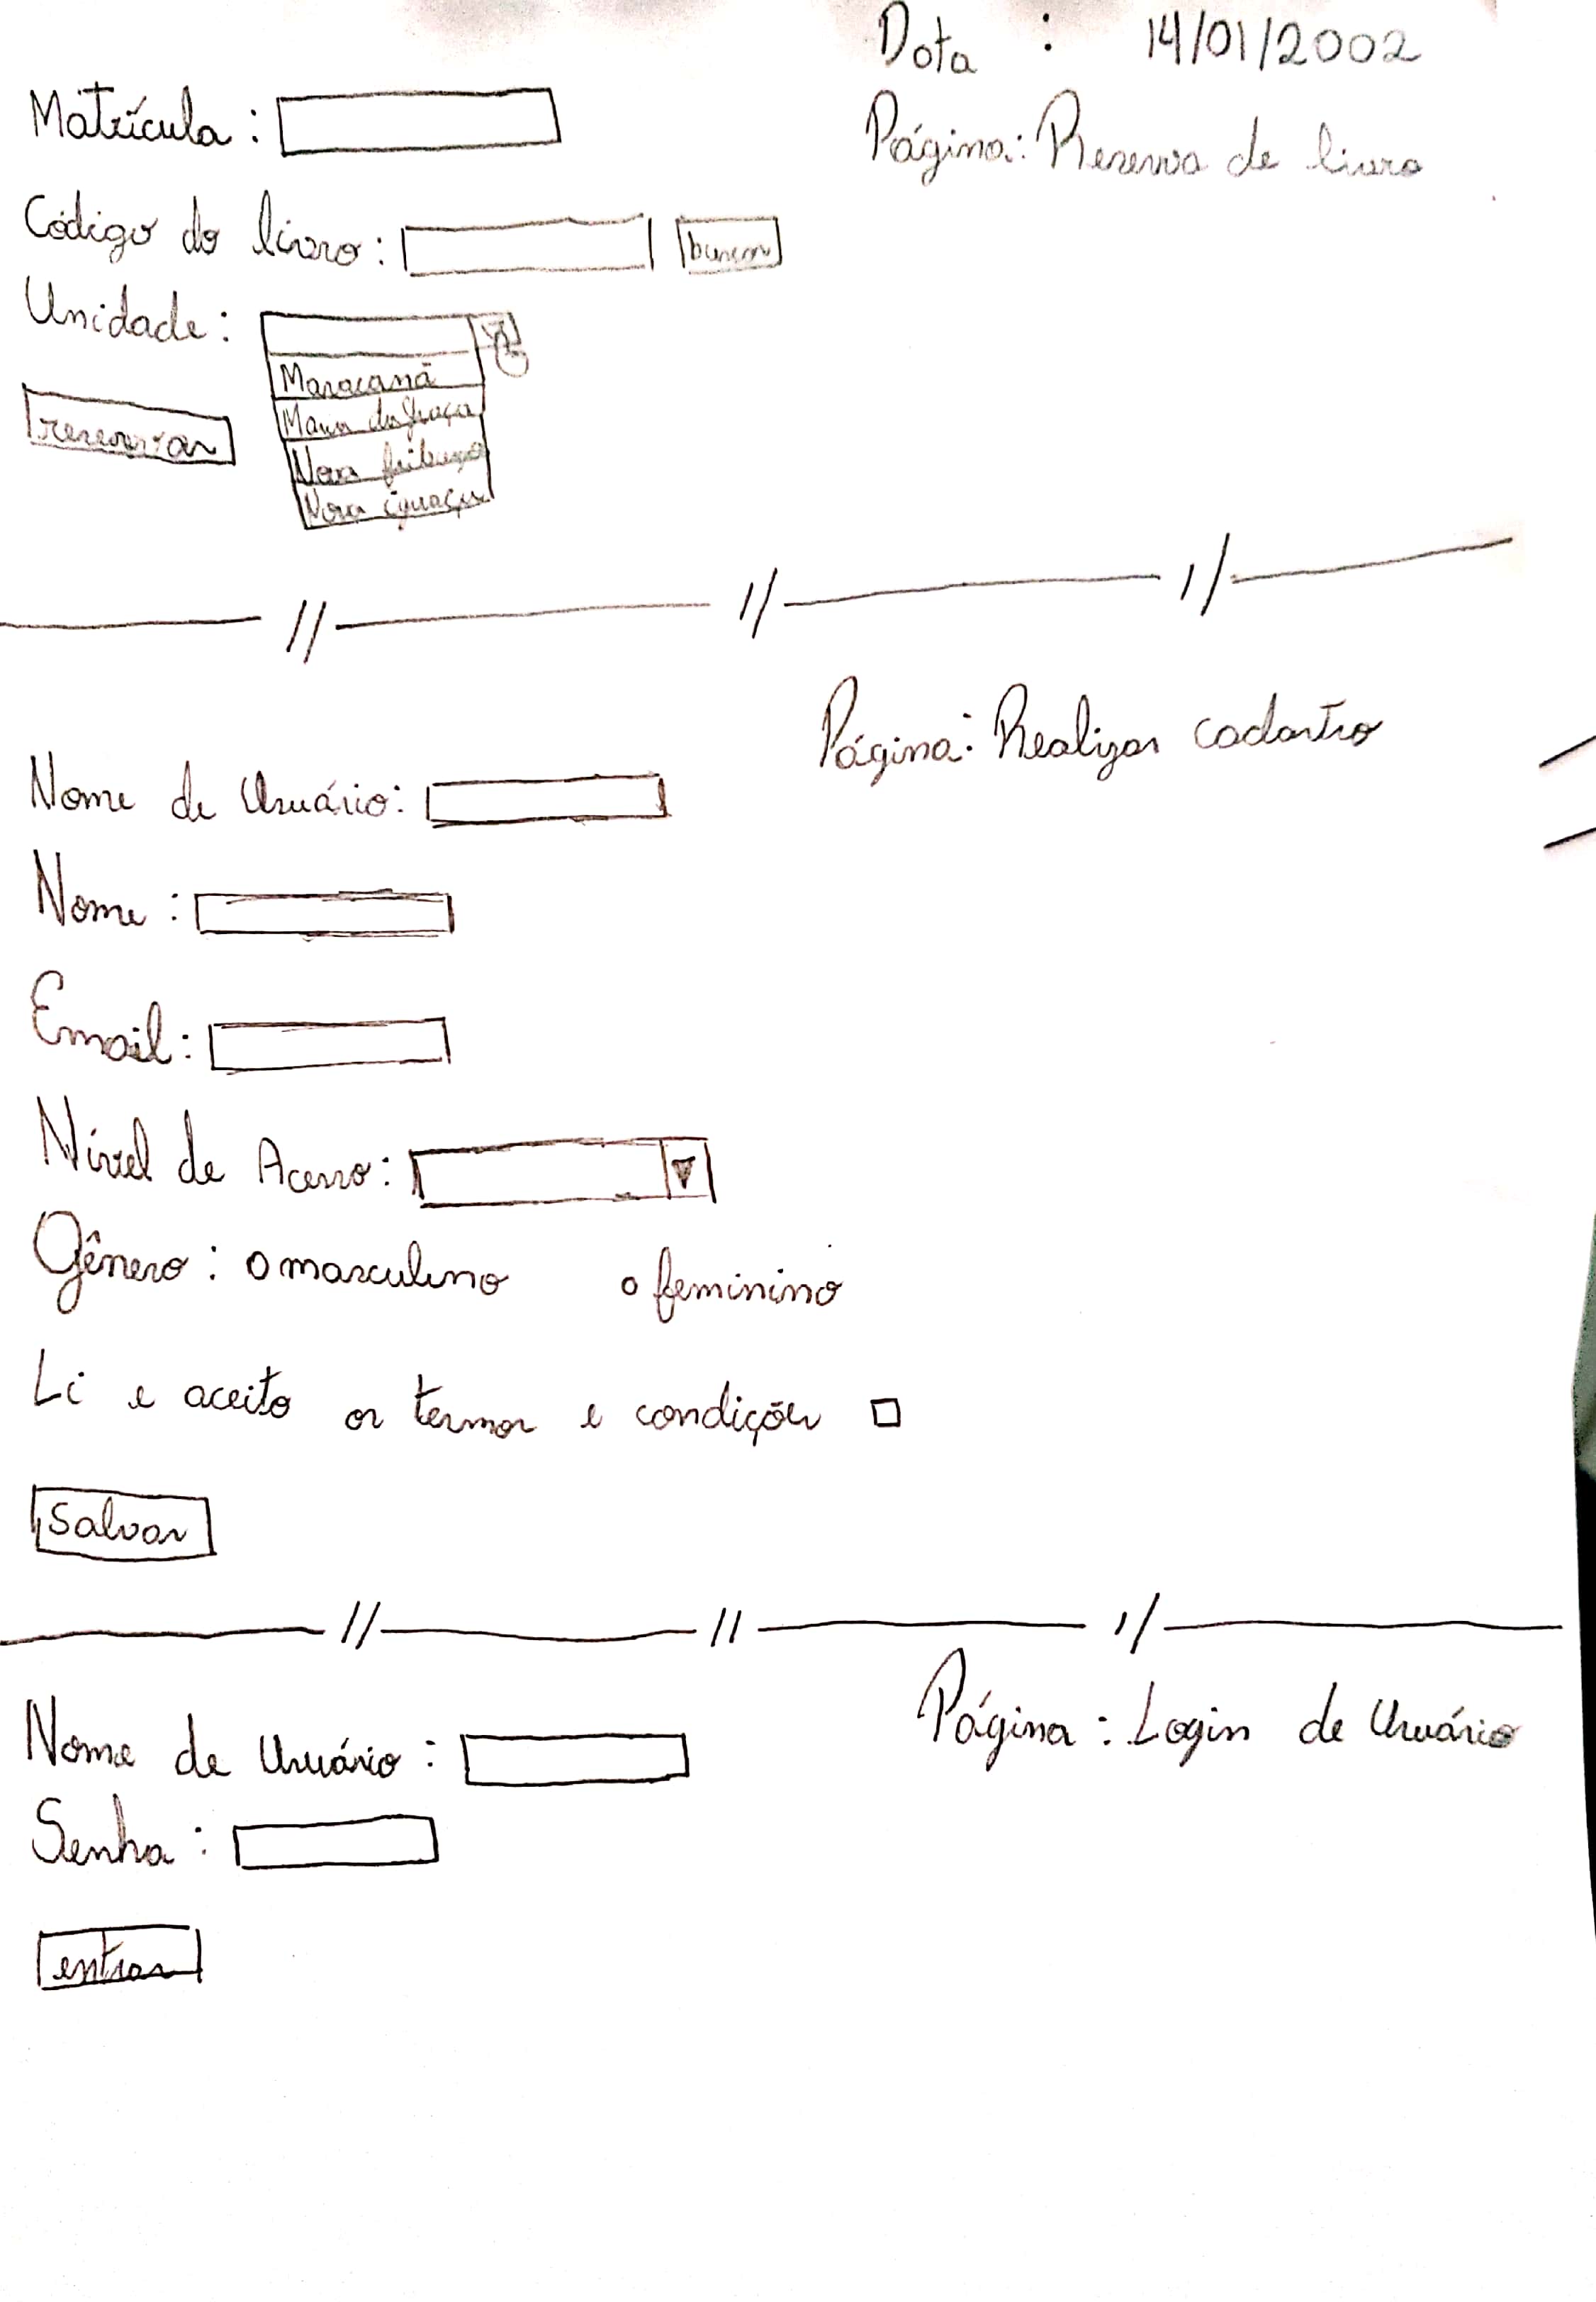 Data : 14/01/2002
Matrícula :
Página: Reserva de livro
Código do livro : buscar
Unidade :
Maracanã
Maria da graça
Nova friburgo
Nova iguaçu
reservar
Página: Realizar cadastro
Nome de Usuário:
Nome :
Email :
Nível de Acesso :
Gênero : o masculino o feminino
Li e aceito os termos e condições
Salvar
Página : Login de Usuário
Nome de Usuário :
Senha :
entrar